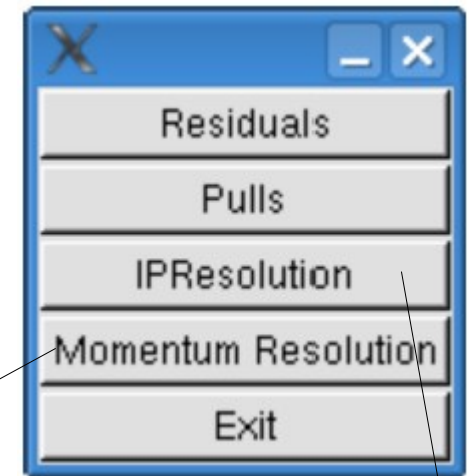 Residuals
Pulls
IPResolution
Momentum Resolution
Exit